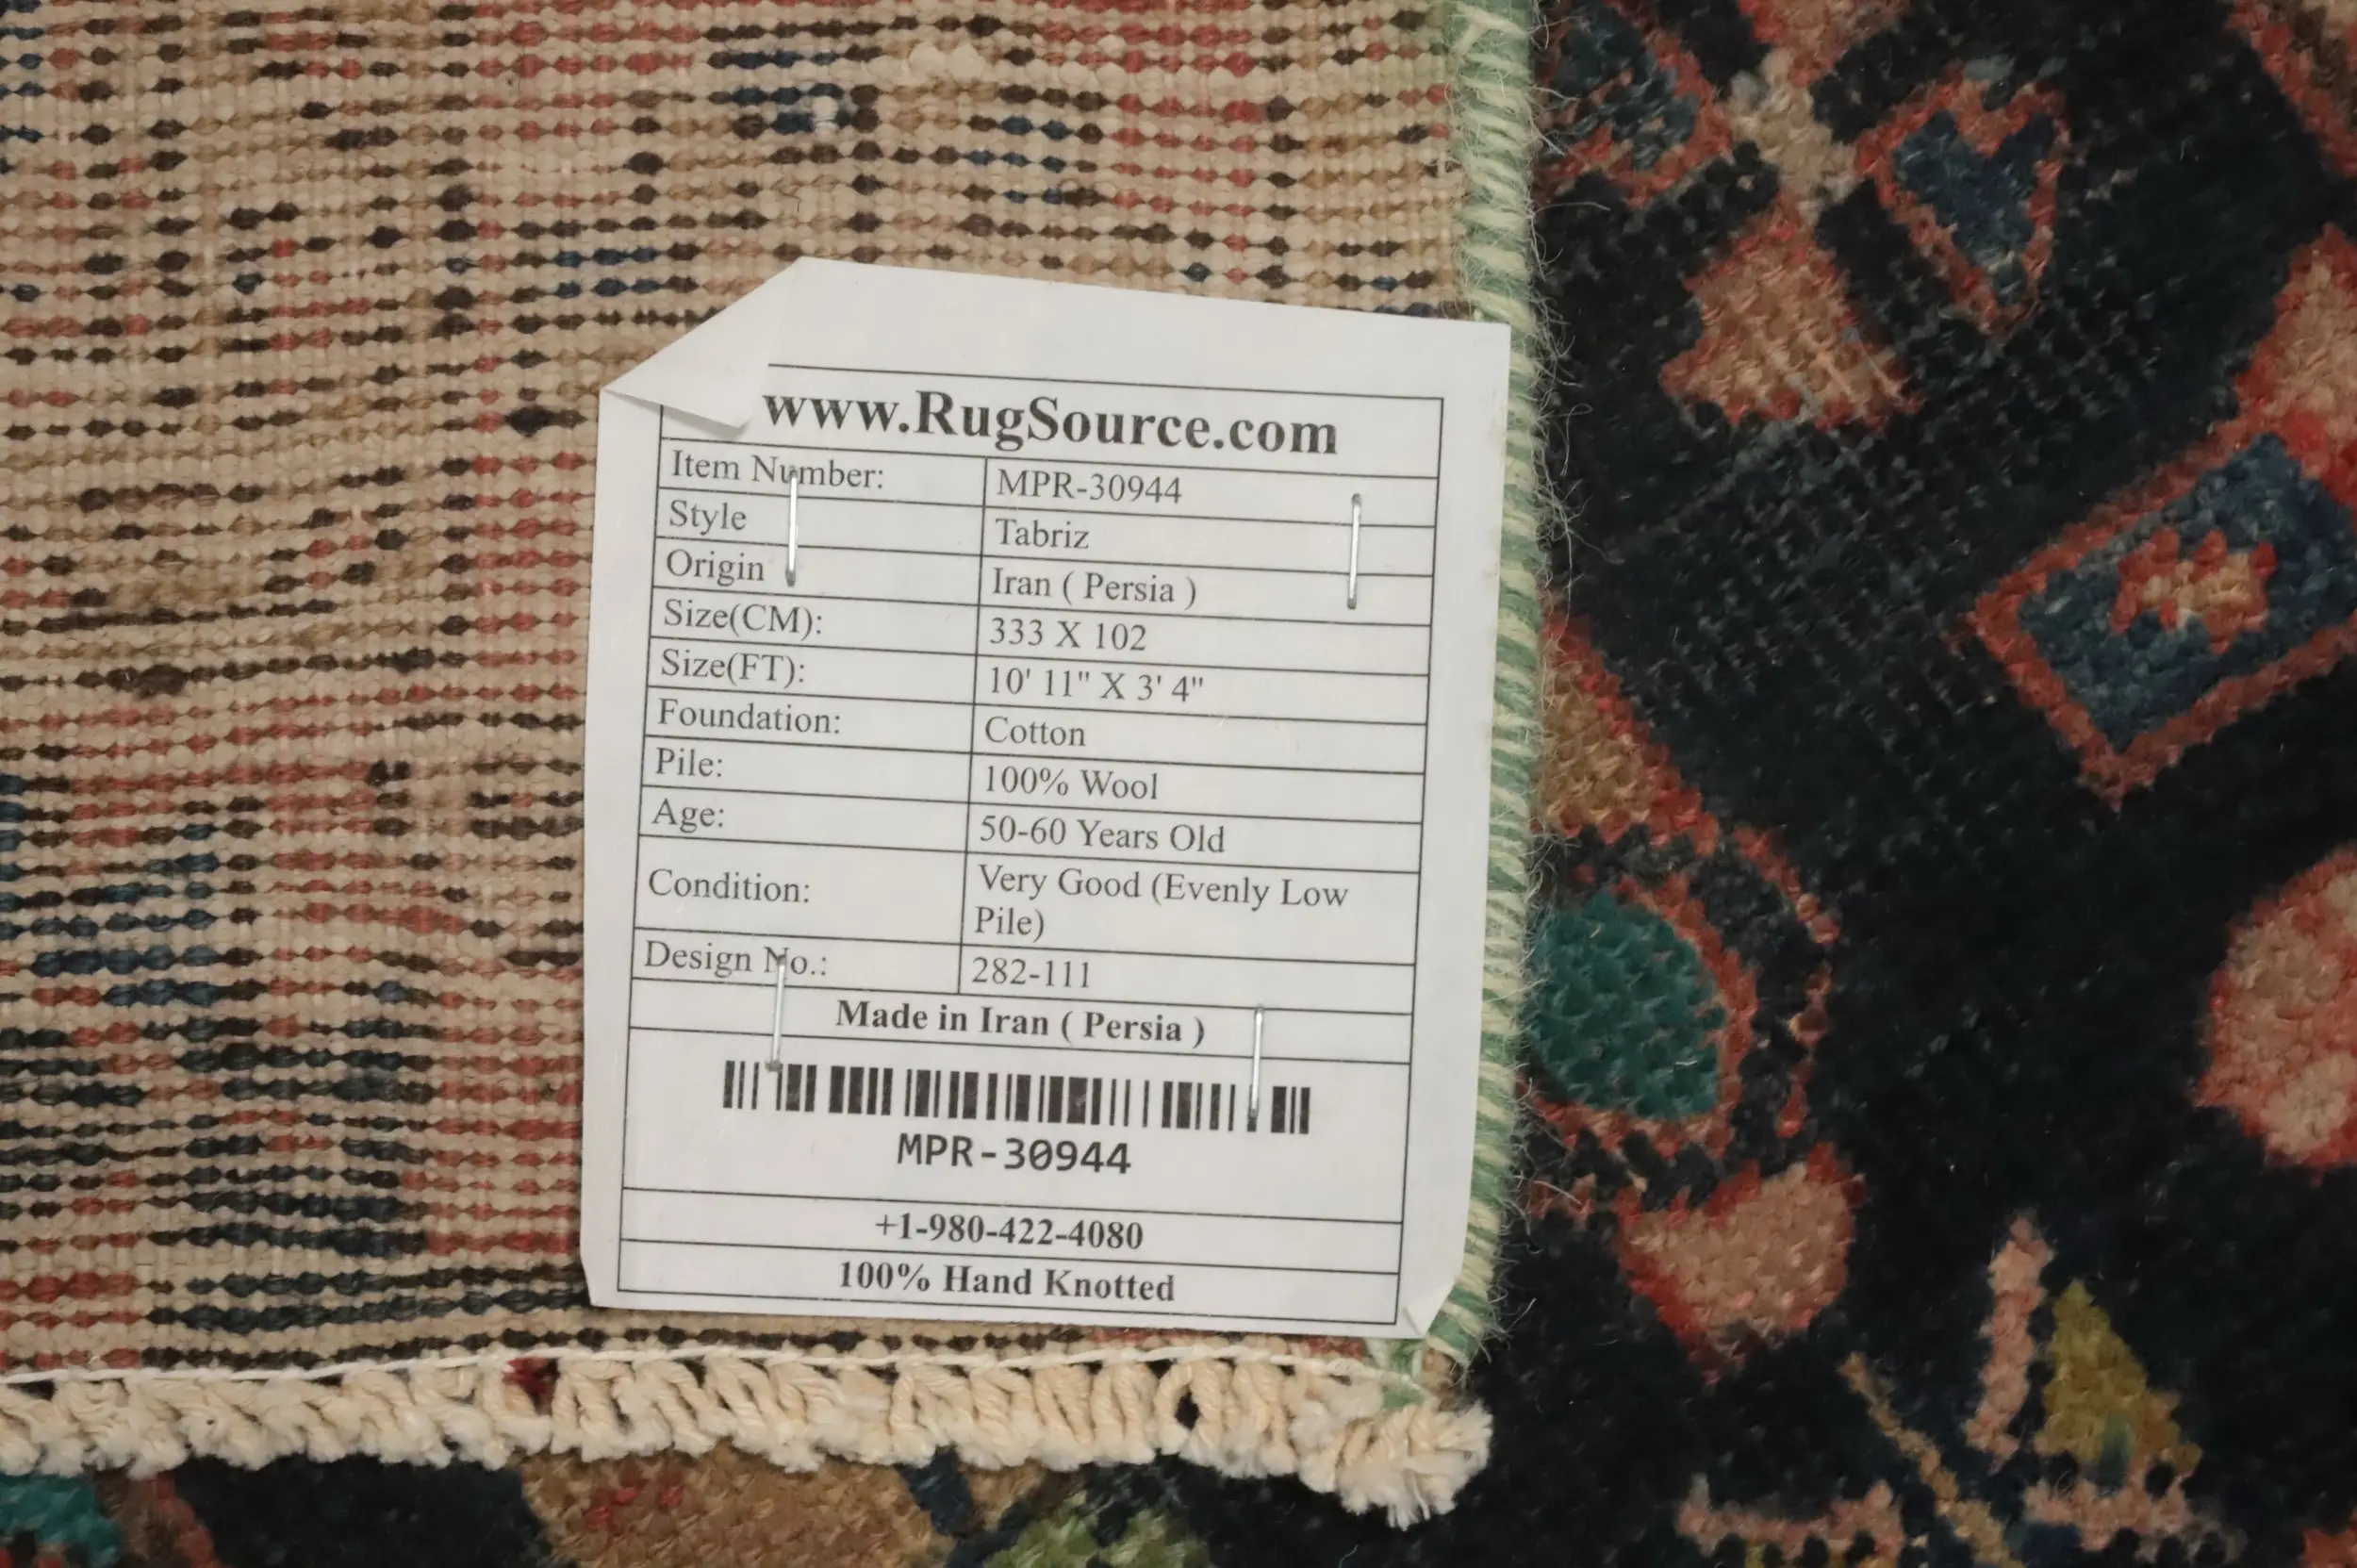 www.RugSource.com
Item Number: MPR-30944
Style Tabriz
Origin Iran ( Persia )
Size(CM): 333 X 102
Size(FT): 10' 11" X 3' 4"
Foundation: Cotton
Pile: 100% Wool
Age: 50-60 Years Old
Condition: Very Good (Evenly Low
Pile)
Design No.: 282-111
Made in Iran ( Persia )
MPR-30944
+1-980-422-4080
100% Hand Knotted